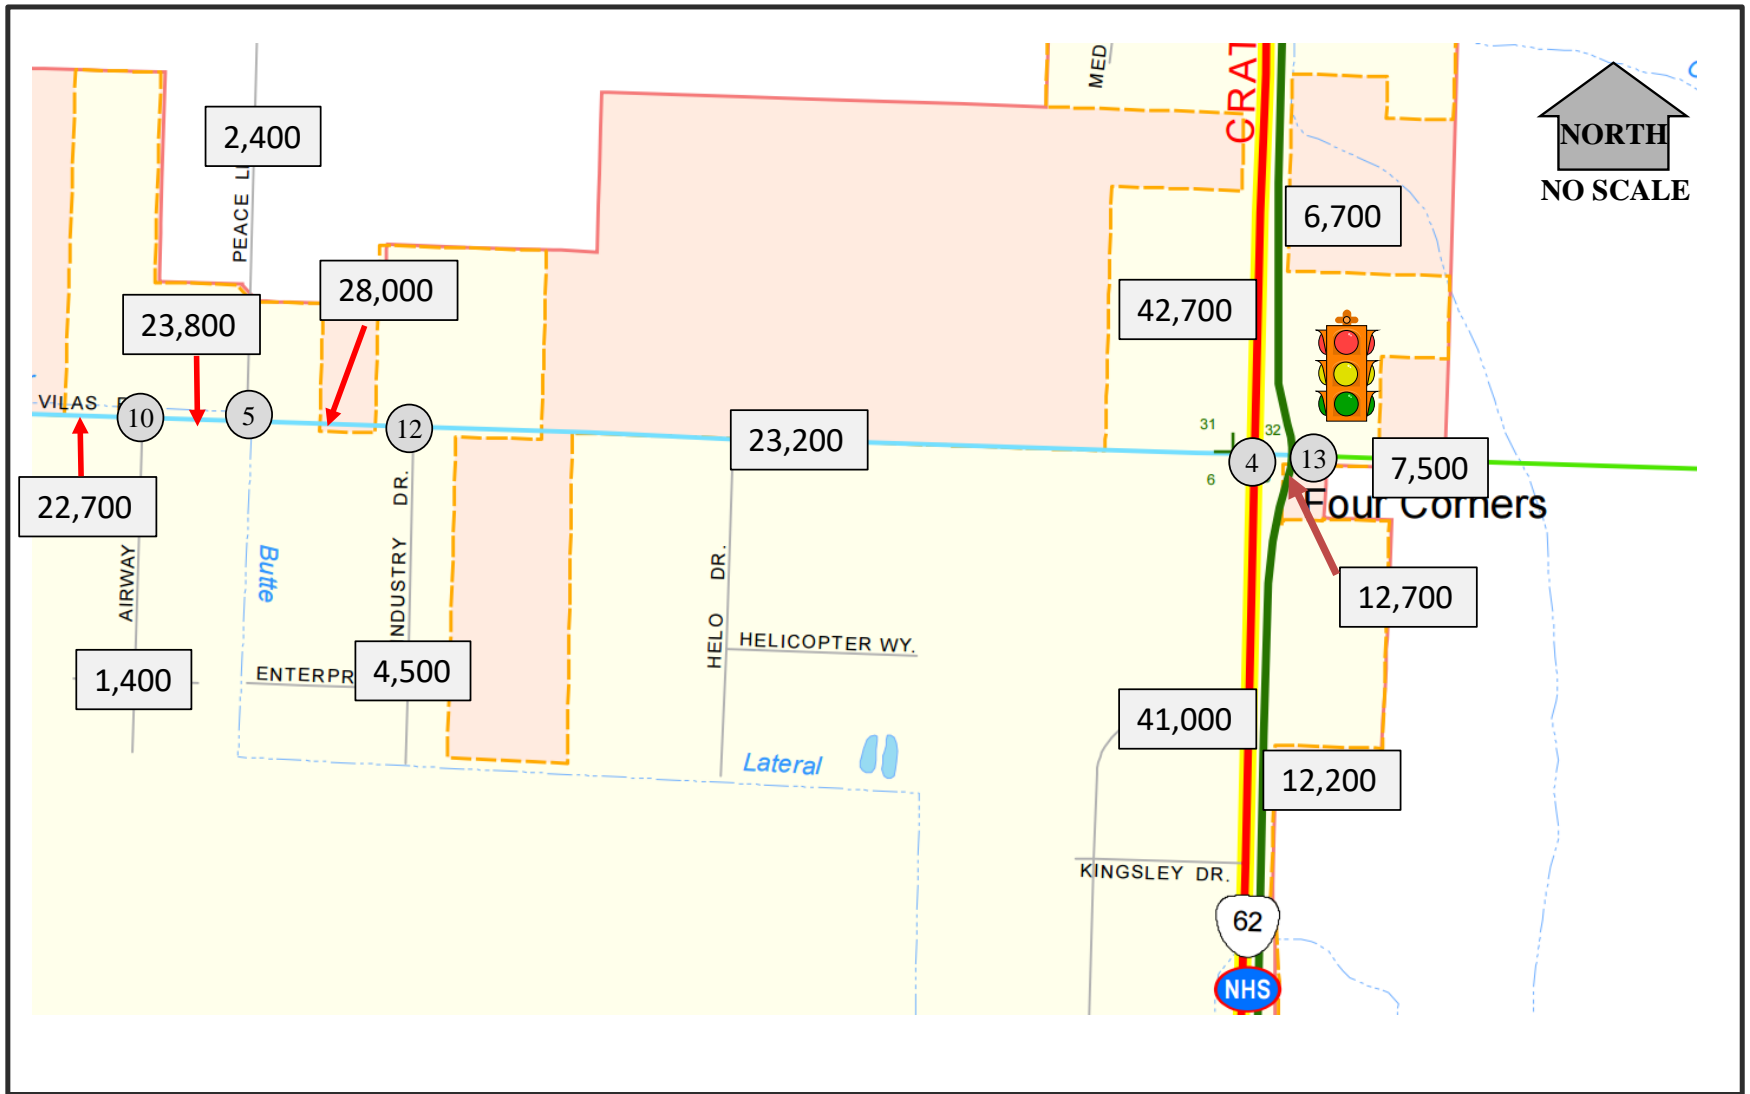 CRAT
MED
NORTH
NO SCALE
2,400
PEACE
6,700
28,000
42,700
23,800
VILAS
10
5
12
23,200
31
32
4
13
6
7,500
Four Corners
22,700
AIRWAY
Butte
INDUSTRY DR.
HELO DR.
12,700
HELICOPTER WY.
1,400
ENTERPR
4,500
41,000
Lateral
12,200
KINGSLEY DR.
62
NHS